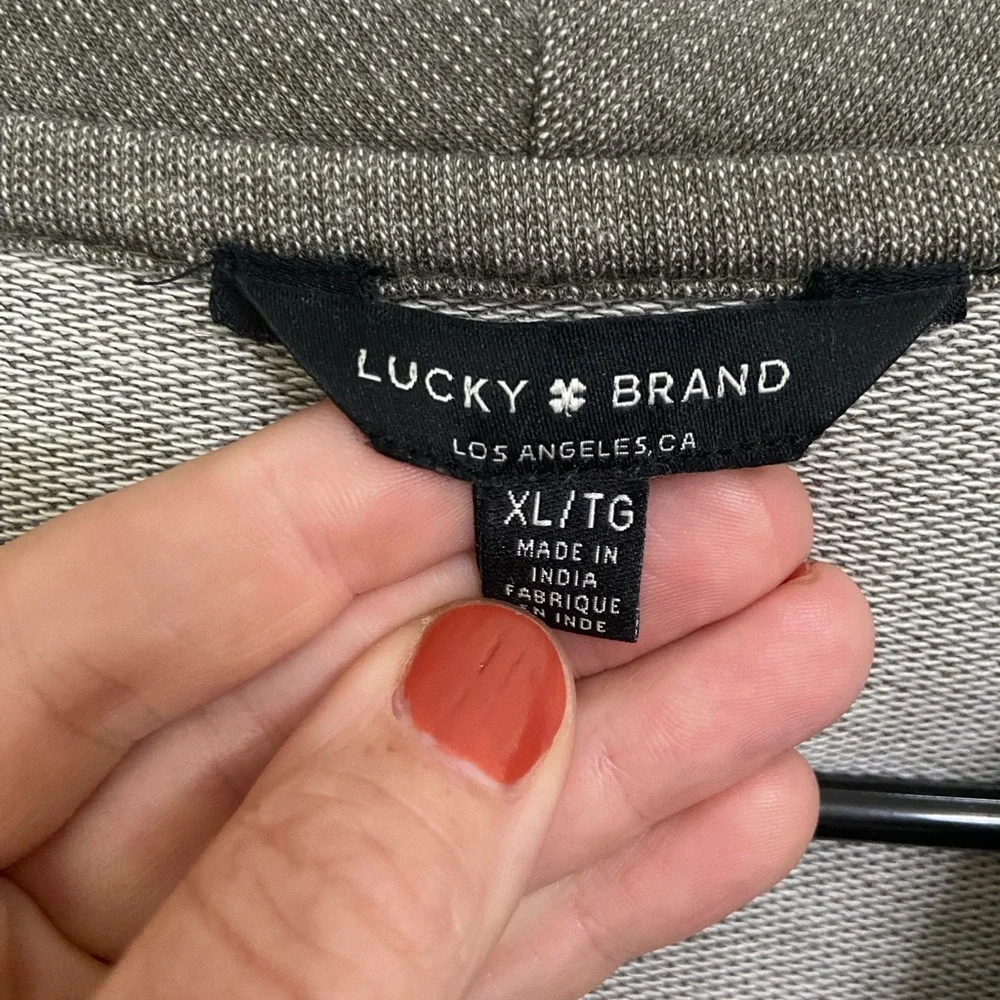 LUCKY BRAND
LOS ANGELES, CA
XL/TG
MADE IN
INDIA
FABRIQUE
EN INDE